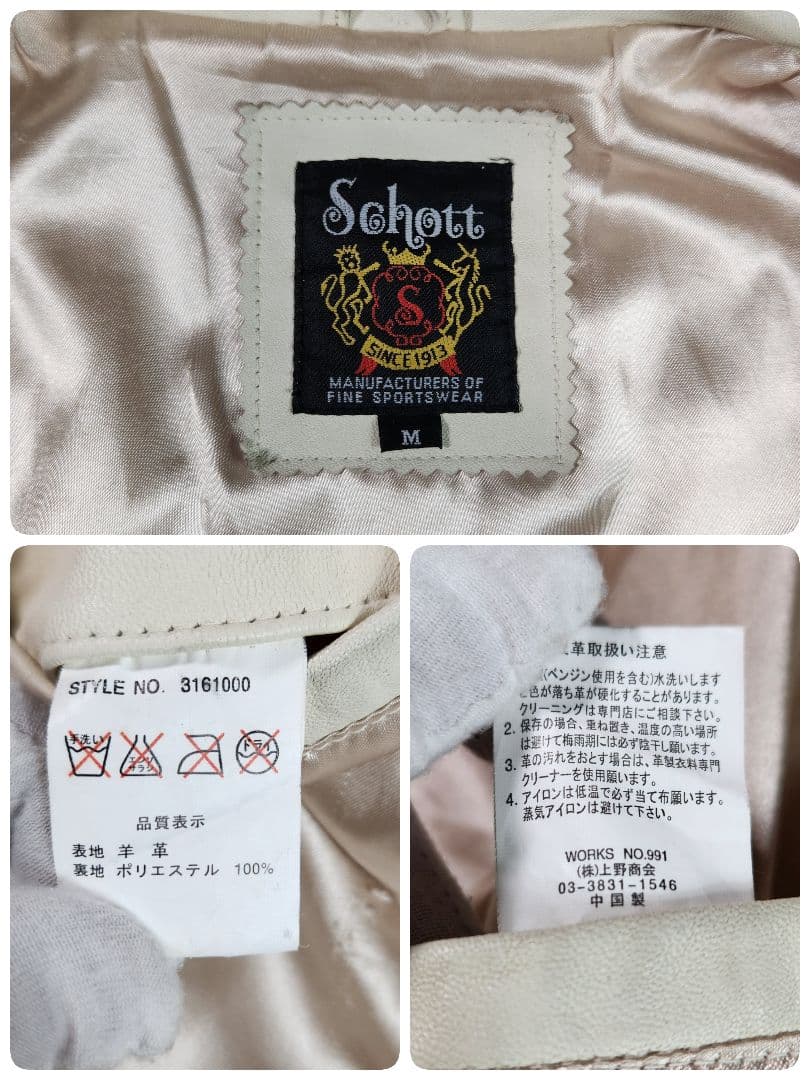 Schott
S
SINCE 1913
MANUFACTURERS OF
FINE SPORTSWEAR
M
STYLE NO. 3161000
手洗い
エンソ
サラシ
ドライ
品質表示
表地 羊 革
裏地 ポリエステル 100%
革取扱い注意
(ベンジン使用を含む)水洗いします
と色が落ち革が硬化することがあります。
クリーニングは専門店にご相談下さい。
2. 保存の場合、重ね置き、温度の高い場所
は避けて梅雨期には必ず陰干し願います。
3. 革の汚れをおとす場合は、革製衣料専門
クリーナーを使用願います。
4. アイロンは低温で必ず当て布願います。
蒸気アイロンは避けて下さい。
WORKS NO.991
(株)上野商会
03-3831-1546
中国製